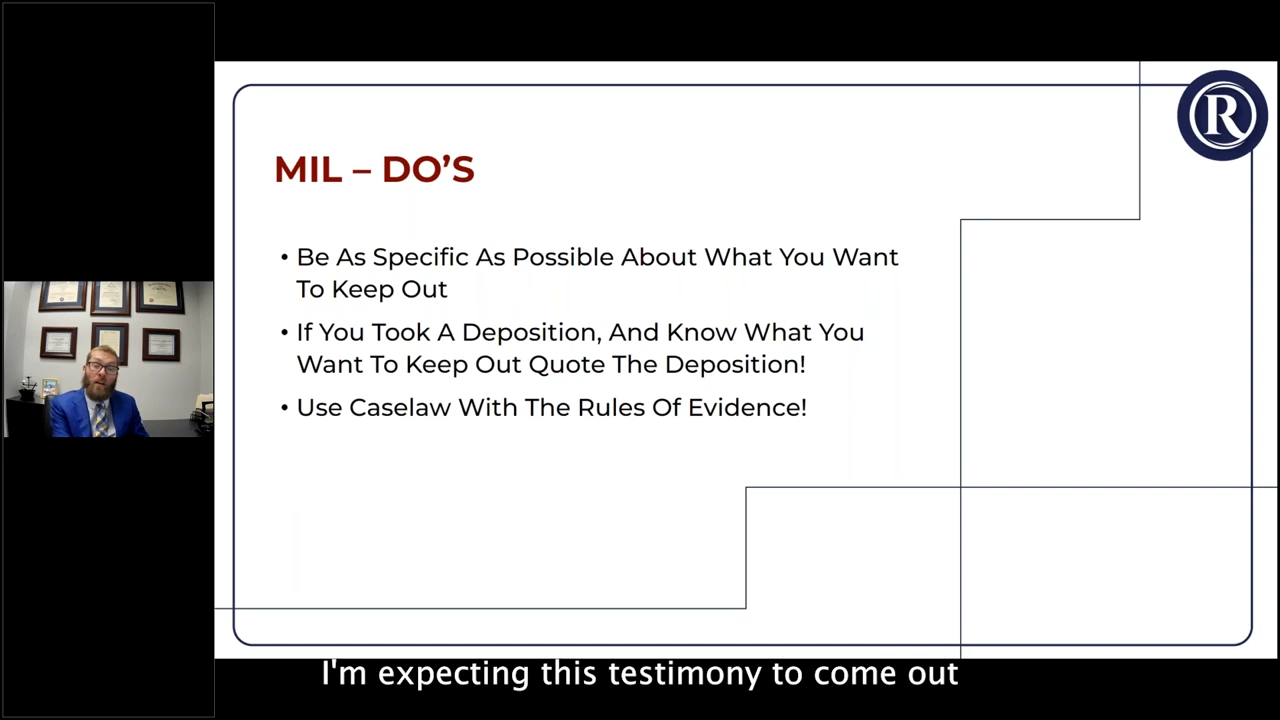 R
MIL – DO’S
• Be As Specific As Possible About What You Want
To Keep Out
• If You Took A Deposition, And Know What You
Want To Keep Out Quote The Deposition!
• Use Caselaw With The Rules Of Evidence!
I'm expecting this testimony to come out